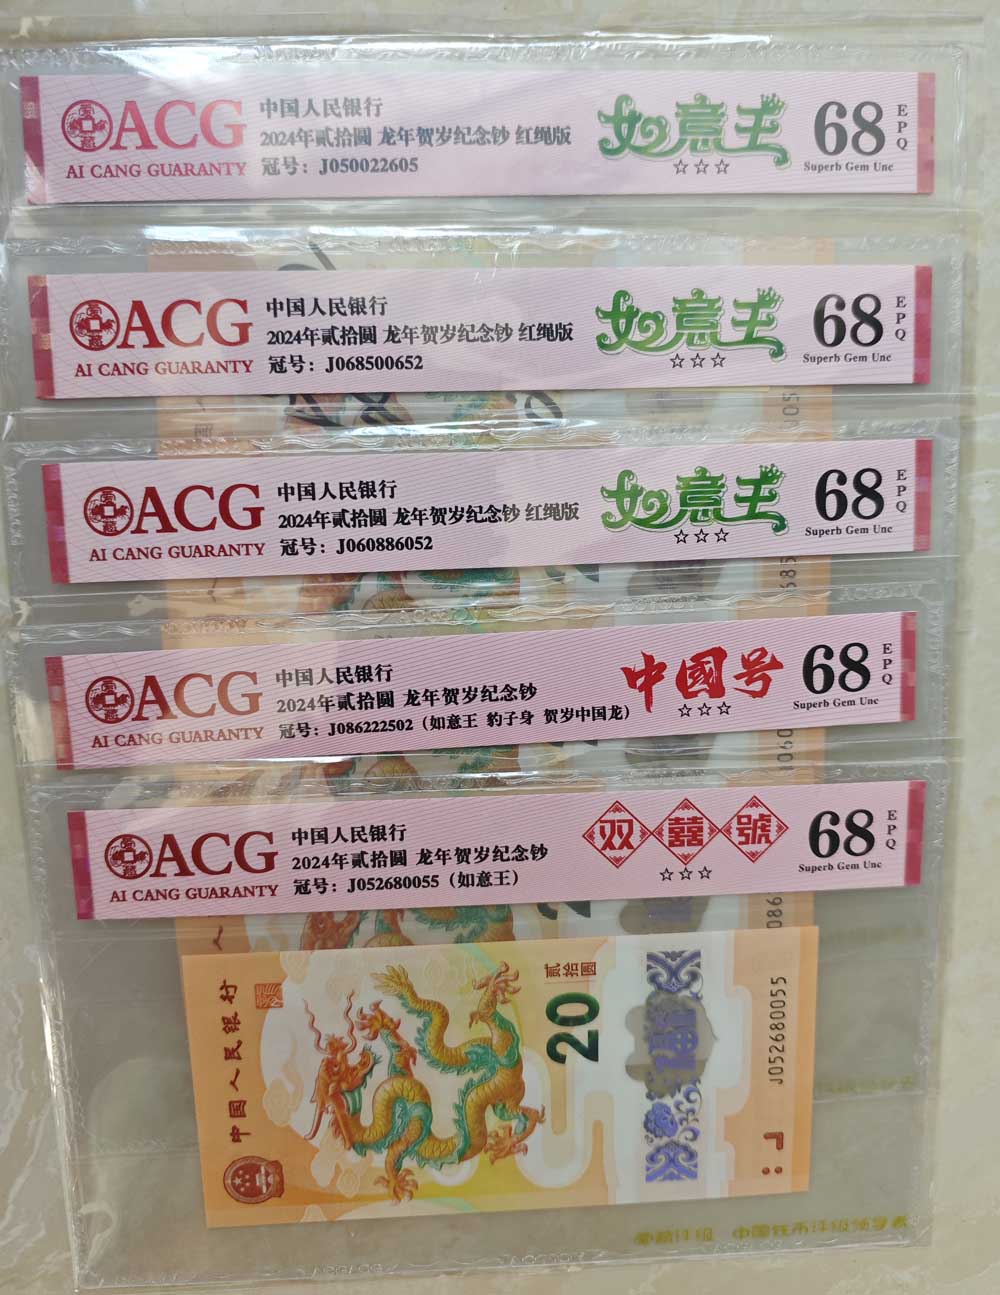 ACG
AI CANG GUARANTY
中国人民银行
2024年贰拾圆 龙年贺岁纪念钞 红绳版
冠号：J050022605
如意王
☆☆☆
68
EPQ
Superb Gem Unc
ACG
AI CANG GUARANTY
中国人民银行
2024年贰拾圆 龙年贺岁纪念钞 红绳版
冠号：J068500652
如意王
☆☆☆
68
EPQ
Superb Gem Unc
ACG
AI CANG GUARANTY
中国人民银行
2024年贰拾圆 龙年贺岁纪念钞 红绳版
冠号：J060886052
如意王
☆☆☆
68
EPQ
Superb Gem Unc
ACG
AI CANG GUARANTY
中国人民银行
2024年贰拾圆 龙年贺岁纪念钞
冠号：J086222502（如意王 豹子身 贺岁中国龙）
中國号
☆☆☆
68
EPQ
Superb Gem Unc
ACG
AI CANG GUARANTY
中国人民银行
2024年贰拾圆 龙年贺岁纪念钞
冠号：J052680055（如意王）
双囍號
☆☆☆
68
EPQ
Superb Gem Unc
中国人民银行
贰拾圆
20
福
J052680055